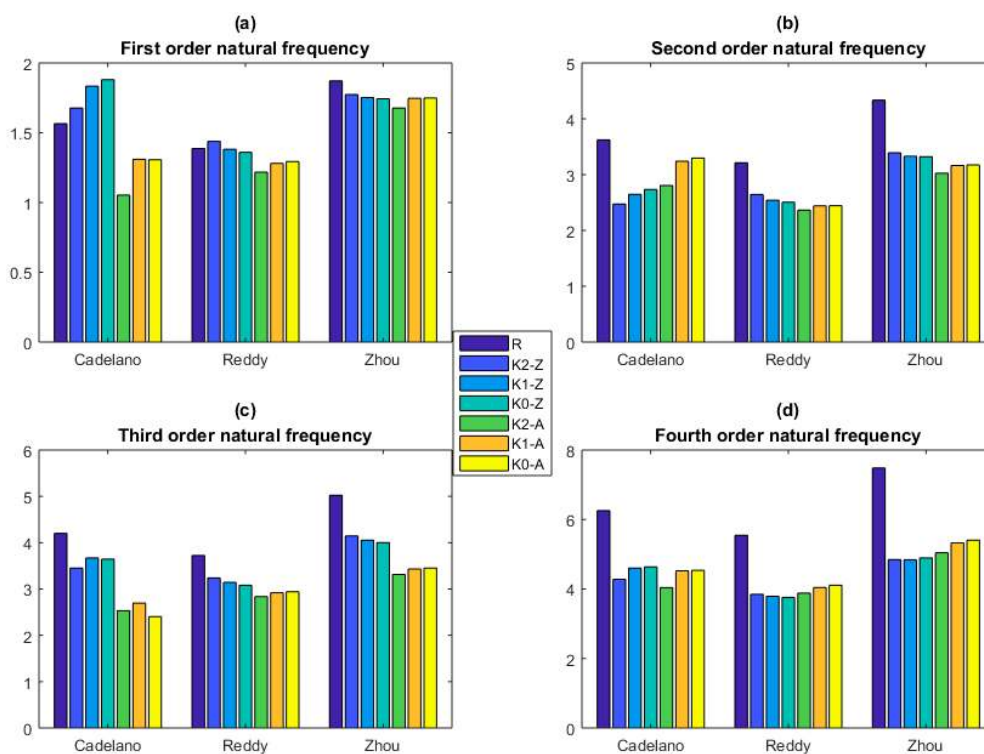 (a)
First order natural frequency
2
1.5
1
0.5
0
Cadelano Reddy Zhou
(b)
Second order natural frequency
5
4
3
2
1
0
Cadelano Reddy Zhou
R
K2-Z
K1-Z
K0-Z
K2-A
K1-A
K0-A
(c)
Third order natural frequency
6
5
4
3
2
1
0
Cadelano Reddy Zhou
(d)
Fourth order natural frequency
8
6
4
2
0
Cadelano Reddy Zhou